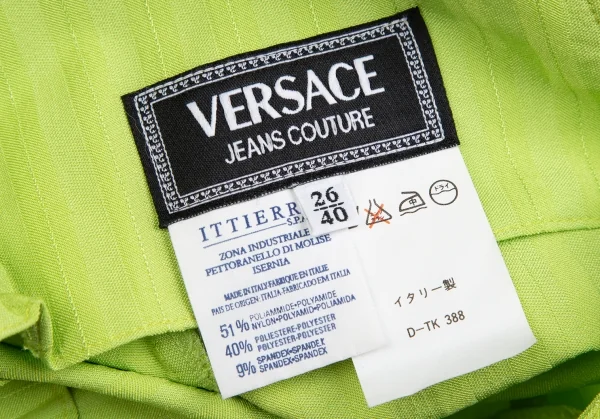 VERSACE
JEANS COUTURE
26
40
ITTIERR
S.P.A.
ZONA INDUSTRIALE
PETTORANELLO DI MOLISE
ISERNIA
MADE IN ITALY-FABRIQUE EN ITALIE
PAIS DE ORIGEN ITALIA-FABRICADO EM ITALIA
51% POLIAMMIDE-POLYAMIDE
NYLON-POLYAMID-POLIAMIDA
40% POLIESTERE-POLYESTER
POLIESTER-POLYESTER
9% SPANDEX-SPANDEX
SPANDEX-SPANDEX
ドライ
イタリー製
D-TK 388